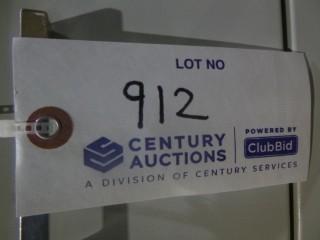 LOT NO
912
CENTURY AUCTIONS
POWERED BY
ClubBid
A DIVISION OF CENTURY SERVICES